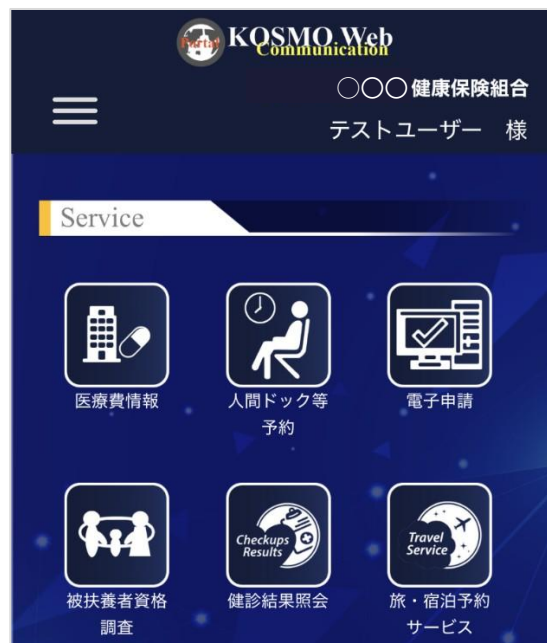 Portal
KOSMO Web
Communication
○○○健康保険組合
テストユーザー 様
Service
医療費情報
人間ドック等
予約
電子申請
Checkups
Results
Travel
Service
被扶養者資格
調査
健診結果照会
旅・宿泊予約
サービス